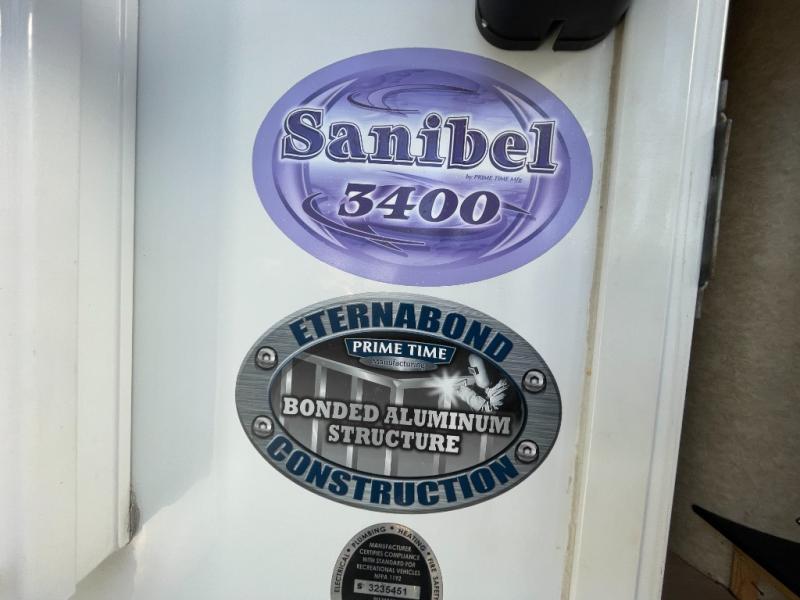 Sanibel
by PRIME TIME Mfg
3400
ETERNABOND
PRIME TIME
Manufacturing
BONDED ALUMINUM
STRUCTURE
CONSTRUCTION
ELECTRICAL • PLUMBING • HEATING • FIRE SAFETY
MANUFACTURER
CERTIFIES COMPLIANCE
WITH STANDARD FOR
RECREATIONAL VEHICLES
NFPA 1192
S 3235451